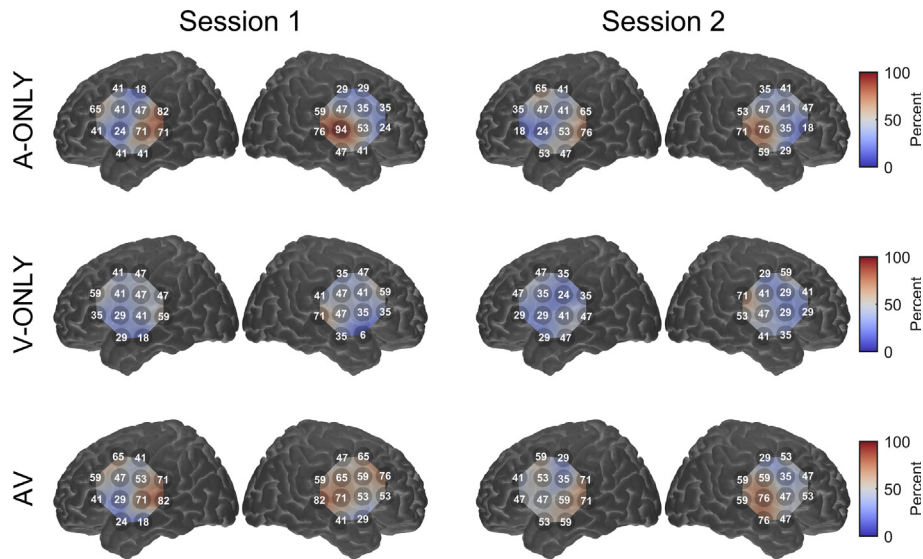 Session 1 Session 2
A-ONLY
41 18 29 29 65 41 35 41 100
65 41 47 82 59 47 35 35 35 47 41 65 53 47 41 47 50
41 24 71 71 76 94 53 24 18 24 53 76 71 76 35 18 0
41 41 47 41 53 47 59 29
Percent
V-ONLY
41 47 35 47 47 35 29 59 100
59 41 47 47 41 47 41 59 47 35 24 35 71 41 29 41 50
35 29 41 59 71 47 35 35 29 29 41 47 53 47 29 29 0
29 18 35 6 29 47 41 35
Percent
AV
65 41 47 65 59 29 29 53 100
59 47 53 71 59 65 59 76 41 53 35 71 59 59 35 47 50
41 29 71 82 82 71 53 53 47 47 59 71 59 76 47 53 0
24 18 41 29 53 59 76 47
Percent